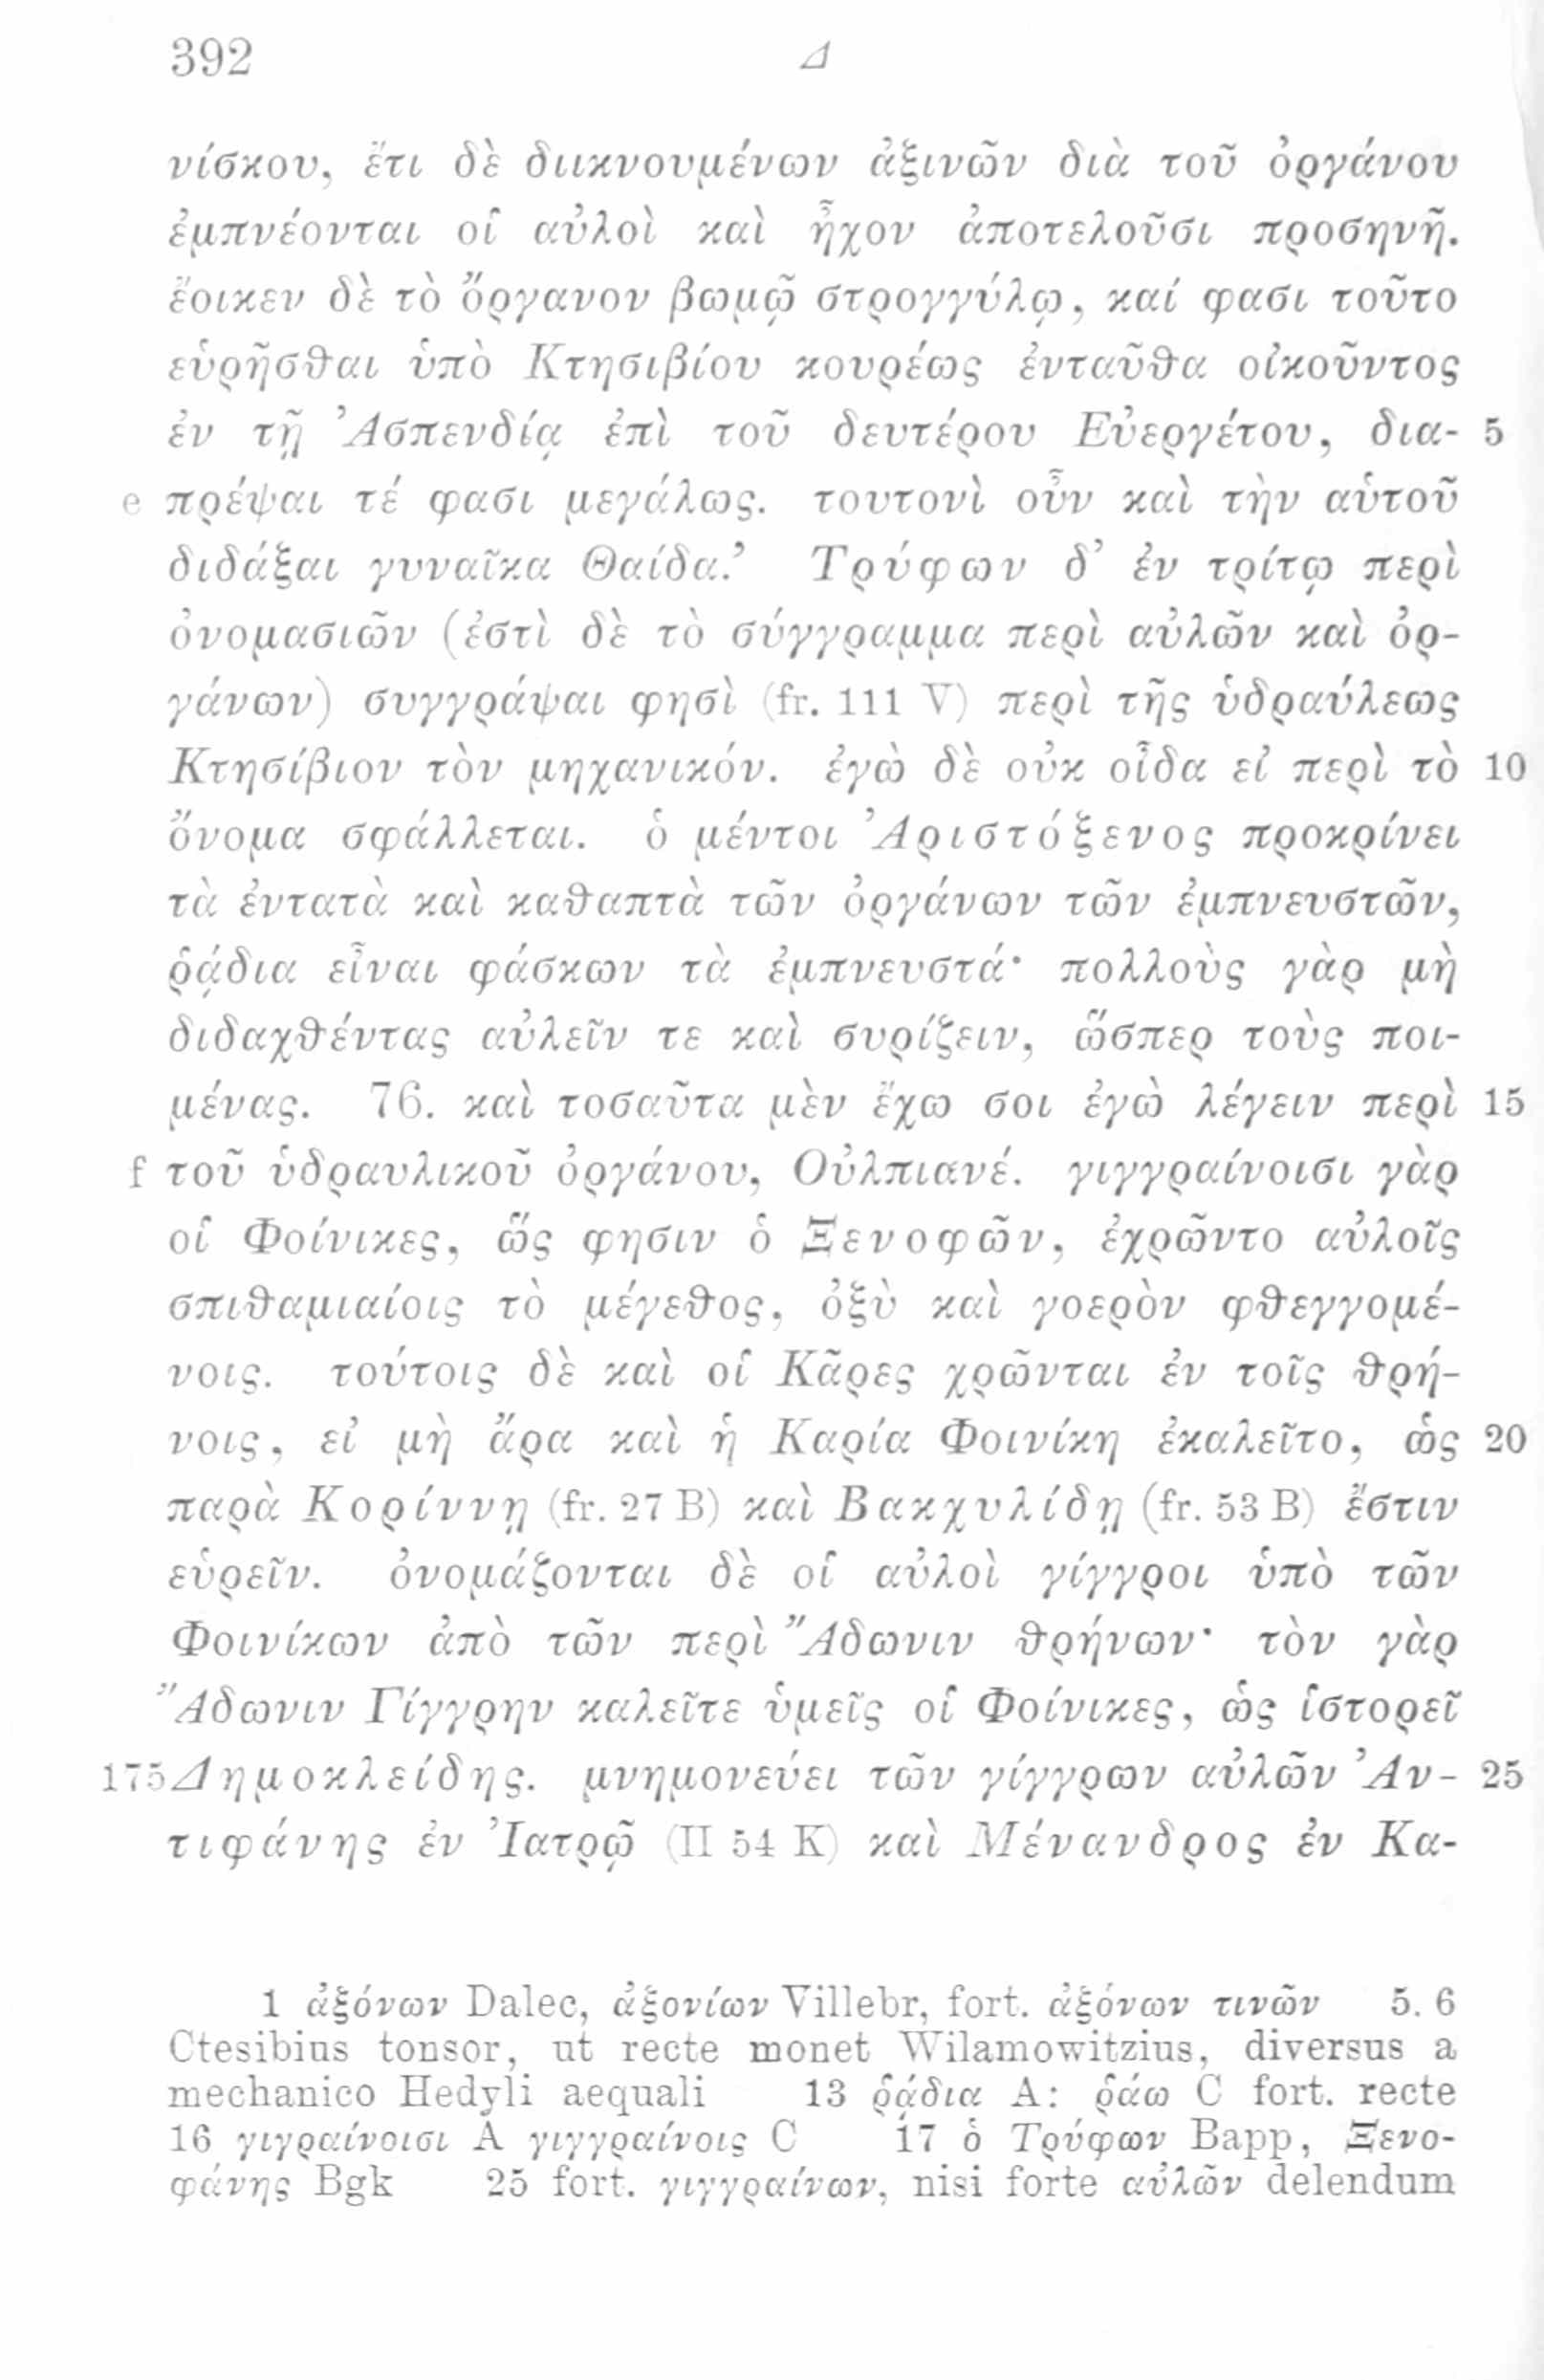 392 Δ
νίσκου, ἔτι δὲ διικνουμένων ἀξινῶν διὰ τοῦ ὀργάνου
ἐμπνέονται οἱ αὐλοὶ καὶ ἦχον ἀποτελοῦσι προσηνῆ.
ἔοικεν δὲ τὸ ὄργανον βωμῷ στρογγύλῳ, καί φασι τοῦτο
εὑρῆσθαι ὑπὸ Κτησιβίου κουρέως ἐνταῦθα οἰκοῦντος
ἐν τῇ Ἀσπενδίᾳ ἐπὶ τοῦ δευτέρου Εὐεργέτου, δια- 5
e πρέψαι τέ φασι μεγάλως. τουτονὶ οὖν καὶ τὴν αὑτοῦ
διδάξαι γυναῖκα Θαίδα.’ Τρύφων δ’ ἐν τρίτῳ περὶ
ὀνομασιῶν (ἐστὶ δὲ τὸ σύγγραμμα περὶ αὐλῶν καὶ ὀρ-
γάνων) συγγράψαι φησὶ (fr. 111 V) περὶ τῆς ὑδραύλεως
Κτησίβιον τὸν μηχανικόν. ἐγὼ δὲ οὐκ οἶδα εἰ περὶ τὸ 10
ὄνομα σφάλλεται. ὁ μέντοι Ἀριστόξενος προκρίνει
τὰ ἐντατὰ καὶ καθαπτὰ τῶν ὀργάνων τῶν ἐμπνευστῶν,
ῥᾴδια εἶναι φάσκων τὰ ἐμπνευστά· πολλοὺς γὰρ μὴ
διδαχθέντας αὐλεῖν τε καὶ συρίζειν, ὥσπερ τοὺς ποι-
μένας. 76. καὶ τοσαῦτα μὲν ἔχω σοι ἐγὼ λέγειν περὶ 15
f τοῦ ὑδραυλικοῦ ὀργάνου, Οὐλπιανέ. γιγγραίνοισι γὰρ
οἱ Φοίνικες, ὥς φησιν ὁ Ξενοφῶν, ἐχρῶντο αὐλοῖς
σπιθαμιαίοις τὸ μέγεθος, ὀξὺ καὶ γοερὸν φθεγγομέ-
νοις. τούτοις δὲ καὶ οἱ Κᾶρες χρῶνται ἐν τοῖς θρή-
νοις, εἰ μὴ ἄρα καὶ ἡ Καρία Φοινίκη ἐκαλεῖτο, ὡς 20
παρὰ Κορίννῃ (fr. 27 B) καὶ Βακχυλίδῃ (fr. 53 B) ἔστιν
εὑρεῖν. ὀνομάζονται δὲ οἱ αὐλοὶ γίγγροι ὑπὸ τῶν
Φοινίκων ἀπὸ τῶν περὶ Ἄδωνιν θρήνων· τὸν γὰρ
Ἄδωνιν Γίγγρην καλεῖτε ὑμεῖς οἱ Φοίνικες, ὡς ἱστορεῖ
175 Δημοκλείδης. μνημονεύει τῶν γίγγρων αὐλῶν Ἀν- 25
τιφάνης ἐν Ἰατρῷ (II 54 K) καὶ Μένανδρος ἐν Κα-
1 ἀξόνων Dalec, ἀξονίων Villebr, fort. ἀξόνων τινῶν 5. 6
Ctesibius tonsor, ut recte monet Wilamowitzius, diversus a
mechanico Hedyli aequali 13 ῥᾴδια A: ῥάω C fort. recte
16 γιγραίνοισι A γιγγραίνοις C 17 ὁ Τρύφων Bapp, Ξενο-
φάνης Bgk 25 fort. γιγγραίνων, nisi forte αὐλῶν delendum